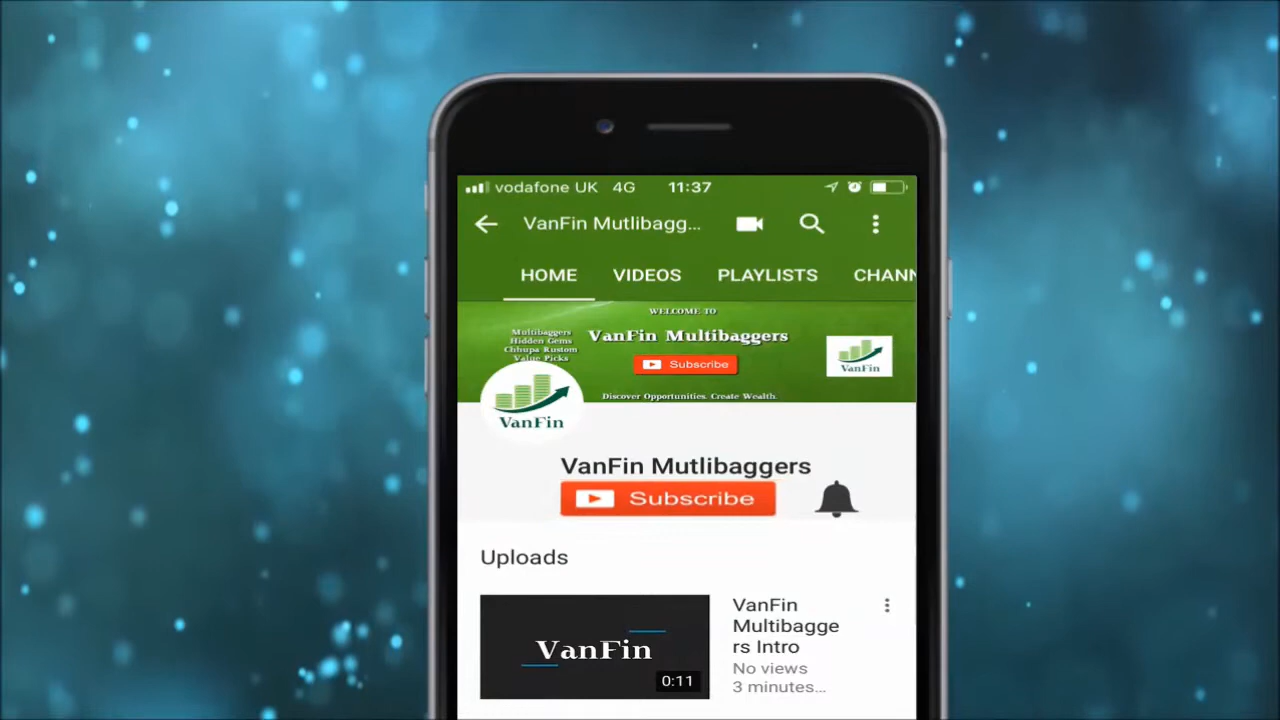 vodafone UK 4G 11:37
VanFin Mutlibagg...
HOME VIDEOS PLAYLISTS CHANN
WELCOME TO
VanFin Multibaggers
Subscribe
Multibaggers
Hidden Gems
Chhupa Rustom
Value Picks
VanFin
Discover Opportunities. Create Wealth.
VanFin
VanFin Mutlibaggers
Subscribe
Uploads
VanFin
0:11
VanFin
Multibagge
rs Intro
No views
3 minutes...